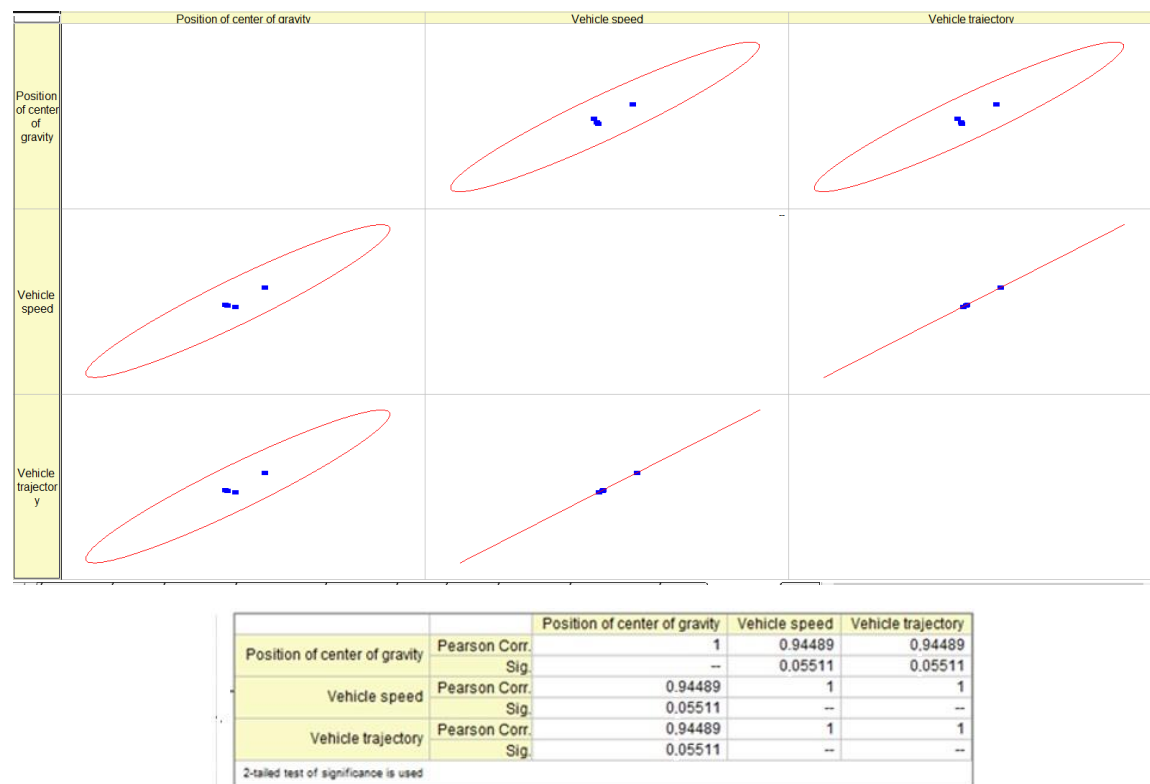 Position of center of gravity Vehicle speed Vehicle trajectory
Position
of center
of
gravity
Vehicle
speed
Vehicle
trajector
y
Position of center of gravity Vehicle speed Vehicle trajectory
Position of center of gravity Pearson Corr. 1 0.94489 0.94489
Sig. -- 0.05511 0.05511
Vehicle speed Pearson Corr. 0.94489 1 1
Sig. 0.05511 -- --
Vehicle trajectory Pearson Corr. 0.94489 1 1
Sig. 0.05511 -- --
2-tailed test of significance is used